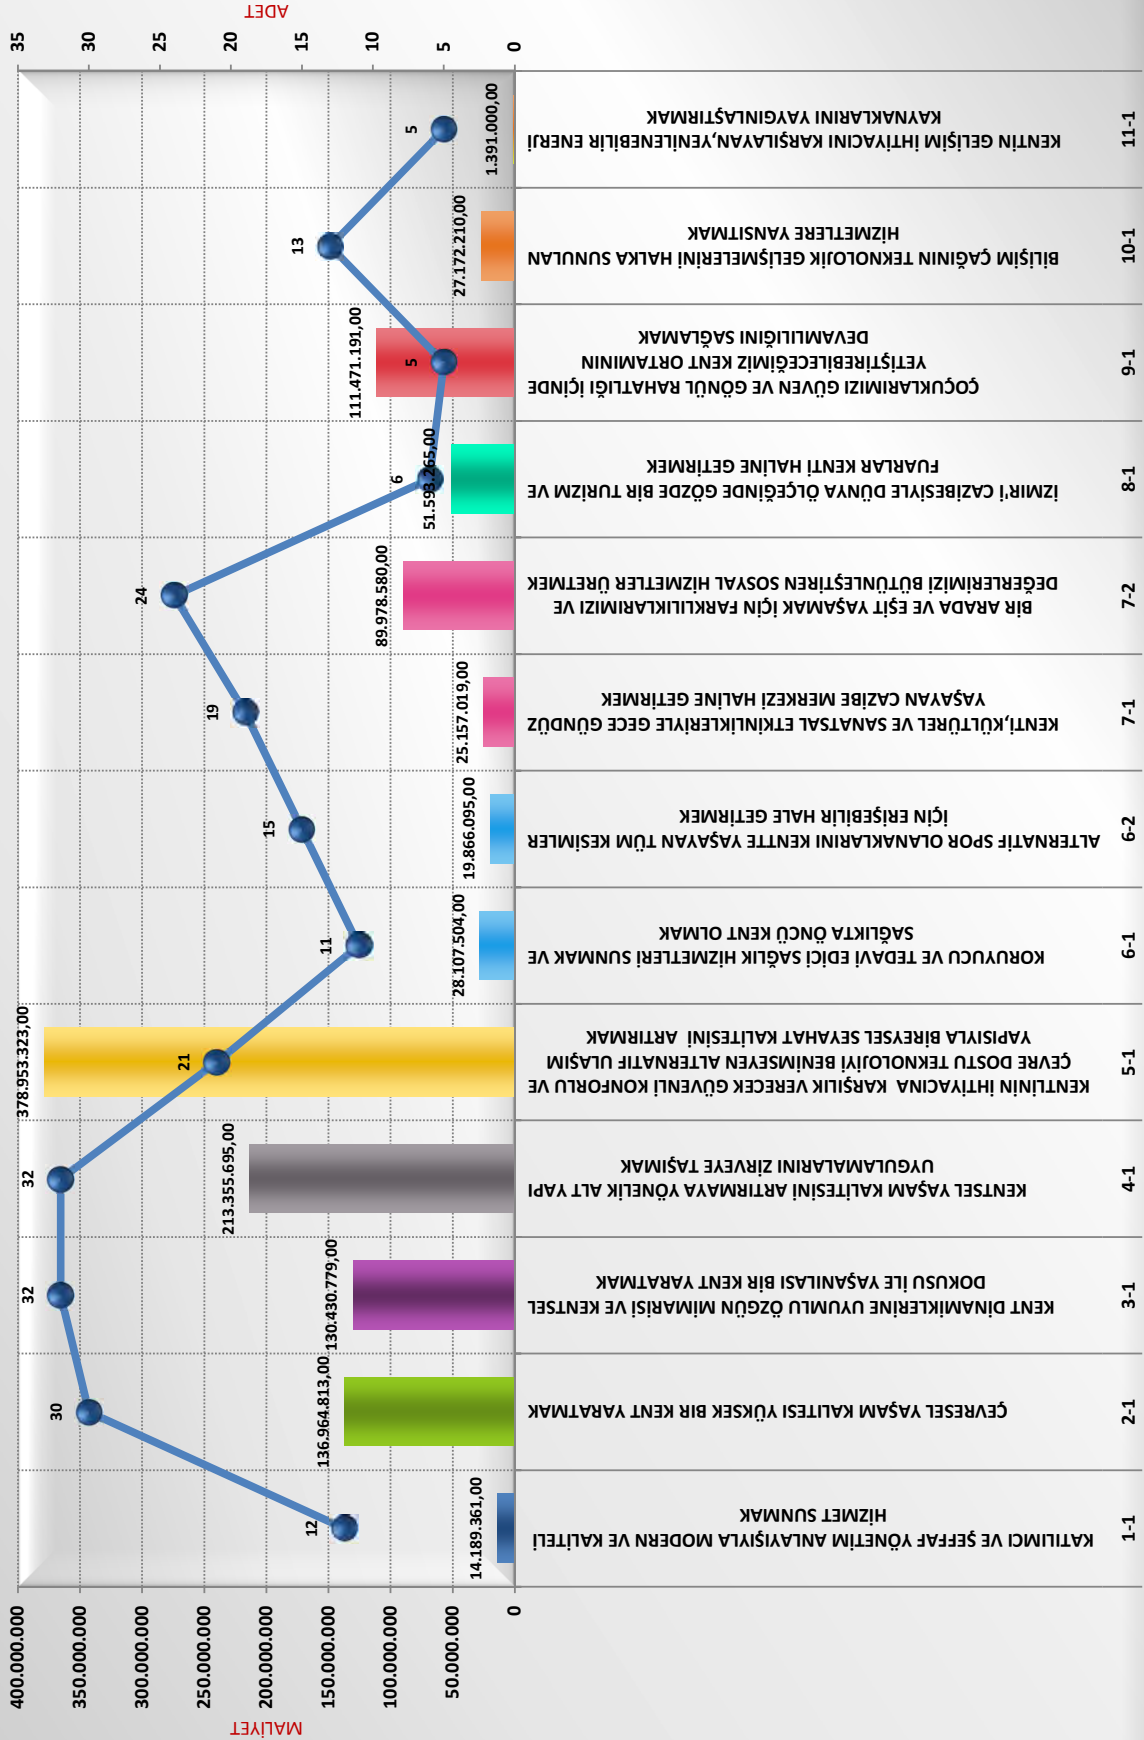 MALİYET
400.000.000
350.000.000
300.000.000
250.000.000
200.000.000
150.000.000
100.000.000
50.000.000
0
ADET
35
30
25
20
15
10
5
0
12
30
32
32
21
11
15
19
24
6
5
13
5
14.189.361,00
136.964.813,00
130.430.779,00
213.355.695,00
378.953.323,00
28.107.504,00
19.866.095,00
25.157.019,00
89.978.580,00
51.593.265,00
111.471.191,00
27.172.210,00
1.391.000,00
KATILIMCI VE ŞEFFAF YÖNETİM ANLAYIŞIYLA MODERN VE KALİTELİ
HİZMET SUNMAK
1-1
ÇEVRESEL YAŞAM KALITESI YÜKSEK BIR KENT YARATMAK
2-1
KENT DİNAMİKLERİNE UYUMLU ÖZGÜN MİMARİSİ VE KENTSEL
DOKUSU İLE YAŞANILASI BİR KENT YARATMAK
3-1
KENTSEL YAŞAM KALİTESİNİ ARTIRMAYA YÖNELİK ALT YAPI
UYGULAMALARINI ZİRVEYE TAŞIMAK
4-1
KENTLİNİN İHTİYACINA KARŞILIK VERECEK GÜVENLİ KONFORLU VE
ÇEVRE DOSTU TEKNOLOJİYİ BENİMSEYEN ALTERNATIF ULAŞIM
YAPISIYLA BİREYSEL SEYAHAT KALİTESİNİ ARTIRMAK
5-1
KORUYUCU VE TEDAVİ EDİCİ SAĞLIK HİZMETLERİ SUNMAK VE
SAĞLIKTA ÖNCÜ KENT OLMAK
6-1
ALTERNATİF SPOR OLANAKLARINI KENTTE YAŞAYAN TÜM KESİMLER
İÇİN ERİŞEBİLİR HALE GETİRMEK
6-2
KENTİ,KÜLTÜREL VE SANATSAL ETKİNLİKLERİYLE GECE GÜNDÜZ
YAŞAYAN CAZİBE MERKEZİ HALİNE GETİRMEK
7-1
BİR ARADA VE EŞİT YAŞAMAK İÇİN FARKLILIKLARIMIZI VE
DEĞERLERİMİZİ BÜTÜNLEŞTİREN SOSYAL HİZMETLER ÜRETMEK
7-2
İZMIR'İ CAZİBESİYLE DÜNYA ÖLÇEĞİNDE GÖZDE BİR TURİZM VE
FUARLAR KENTİ HALİNE GETİRMEK
8-1
ÇOÇUKLARIMIZI GÜVEN VE GÖNÜL RAHATLIĞI İÇİNDE
YETİŞTİREBİLECEĞİMİZ KENT ORTAMININ
DEVAMLILIĞINI SAĞLAMAK
9-1
BİLİŞİM ÇAĞININ TEKNOLOJİK GELİŞMELERİNİ HALKA SUNULAN
HİZMETLERE YANSITMAK
10-1
KENTİN GELİŞİM İHTİYACINI KARŞILAYAN,YENİLENEBİLİR ENERJİ
KAYNAKLARINI YAYGINLAŞTIRMAK
11-1